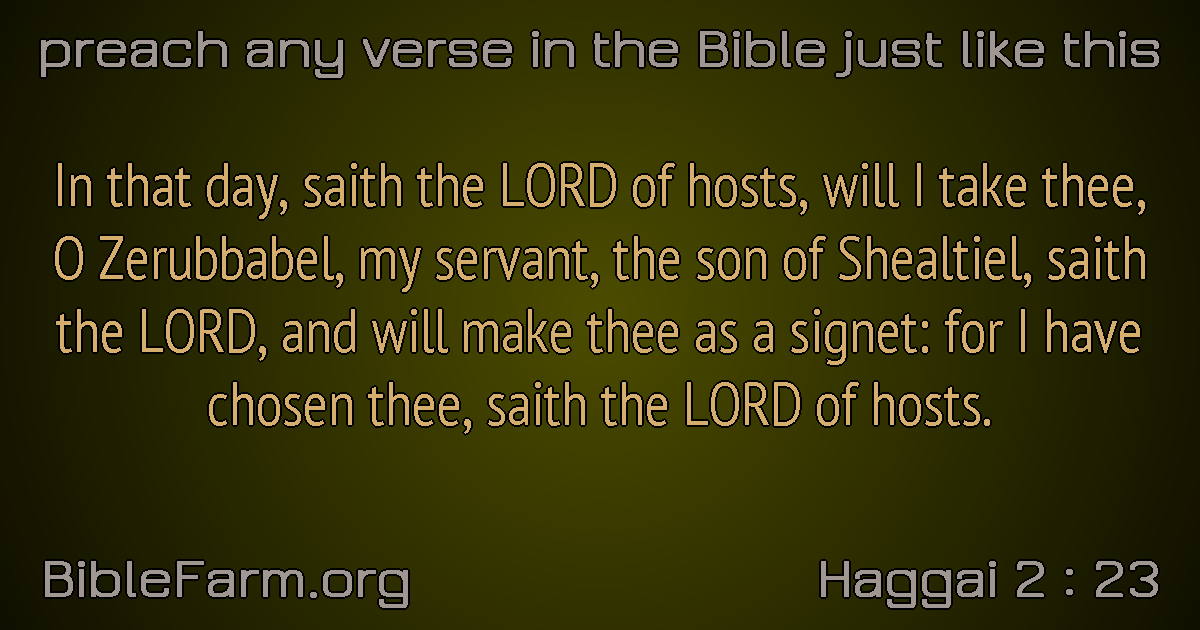 preach any verse in the Bible just like this
In that day, saith the LORD of hosts, will I take thee,
O Zerubbabel, my servant, the son of Shealtiel, saith
the LORD, and will make thee as a signet: for I have
chosen thee, saith the LORD of hosts.
BibleFarm.org
Haggai 2 : 23